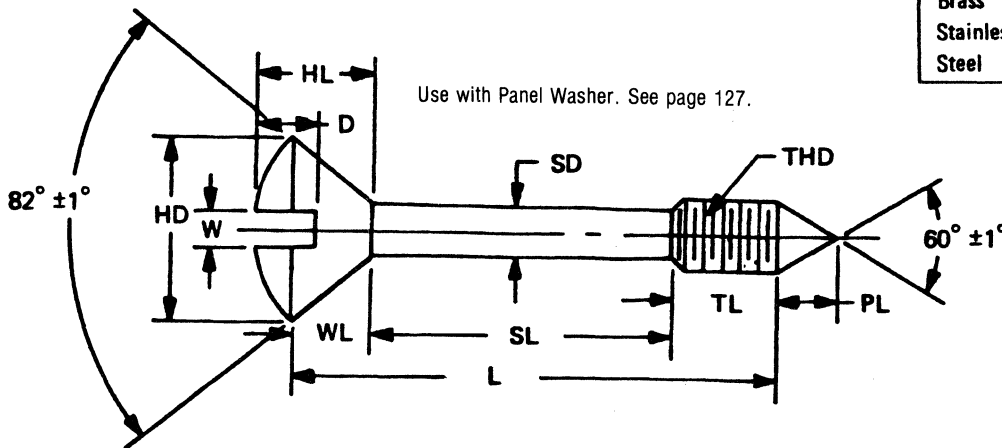 Brass
Stainles
Steel
HL
Use with Panel Washer. See page 127.
D
SD
THD
82° ±1°
HD
W
60° ±1°
WL
SL
TL
PL
L